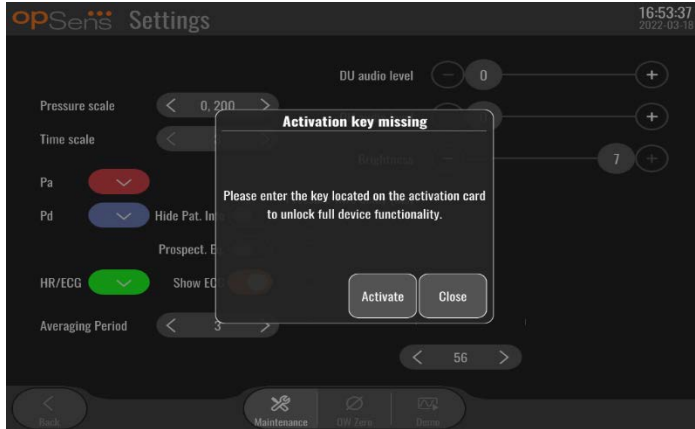 opSens Settings
16:53:37
2022-03-18
DU audio level
0
Pressure scale
0, 200
Time scale
Activation key missing
Brightness
7
Please enter the key located on the activation card
to unlock full device functionality.
Pa
Pd
Hide Pat. In
Prospect. E
HR/ECG
Show EC
Activate
Close
Averaging Period
3
56
Back
Maintenance
OW Zero
Demo